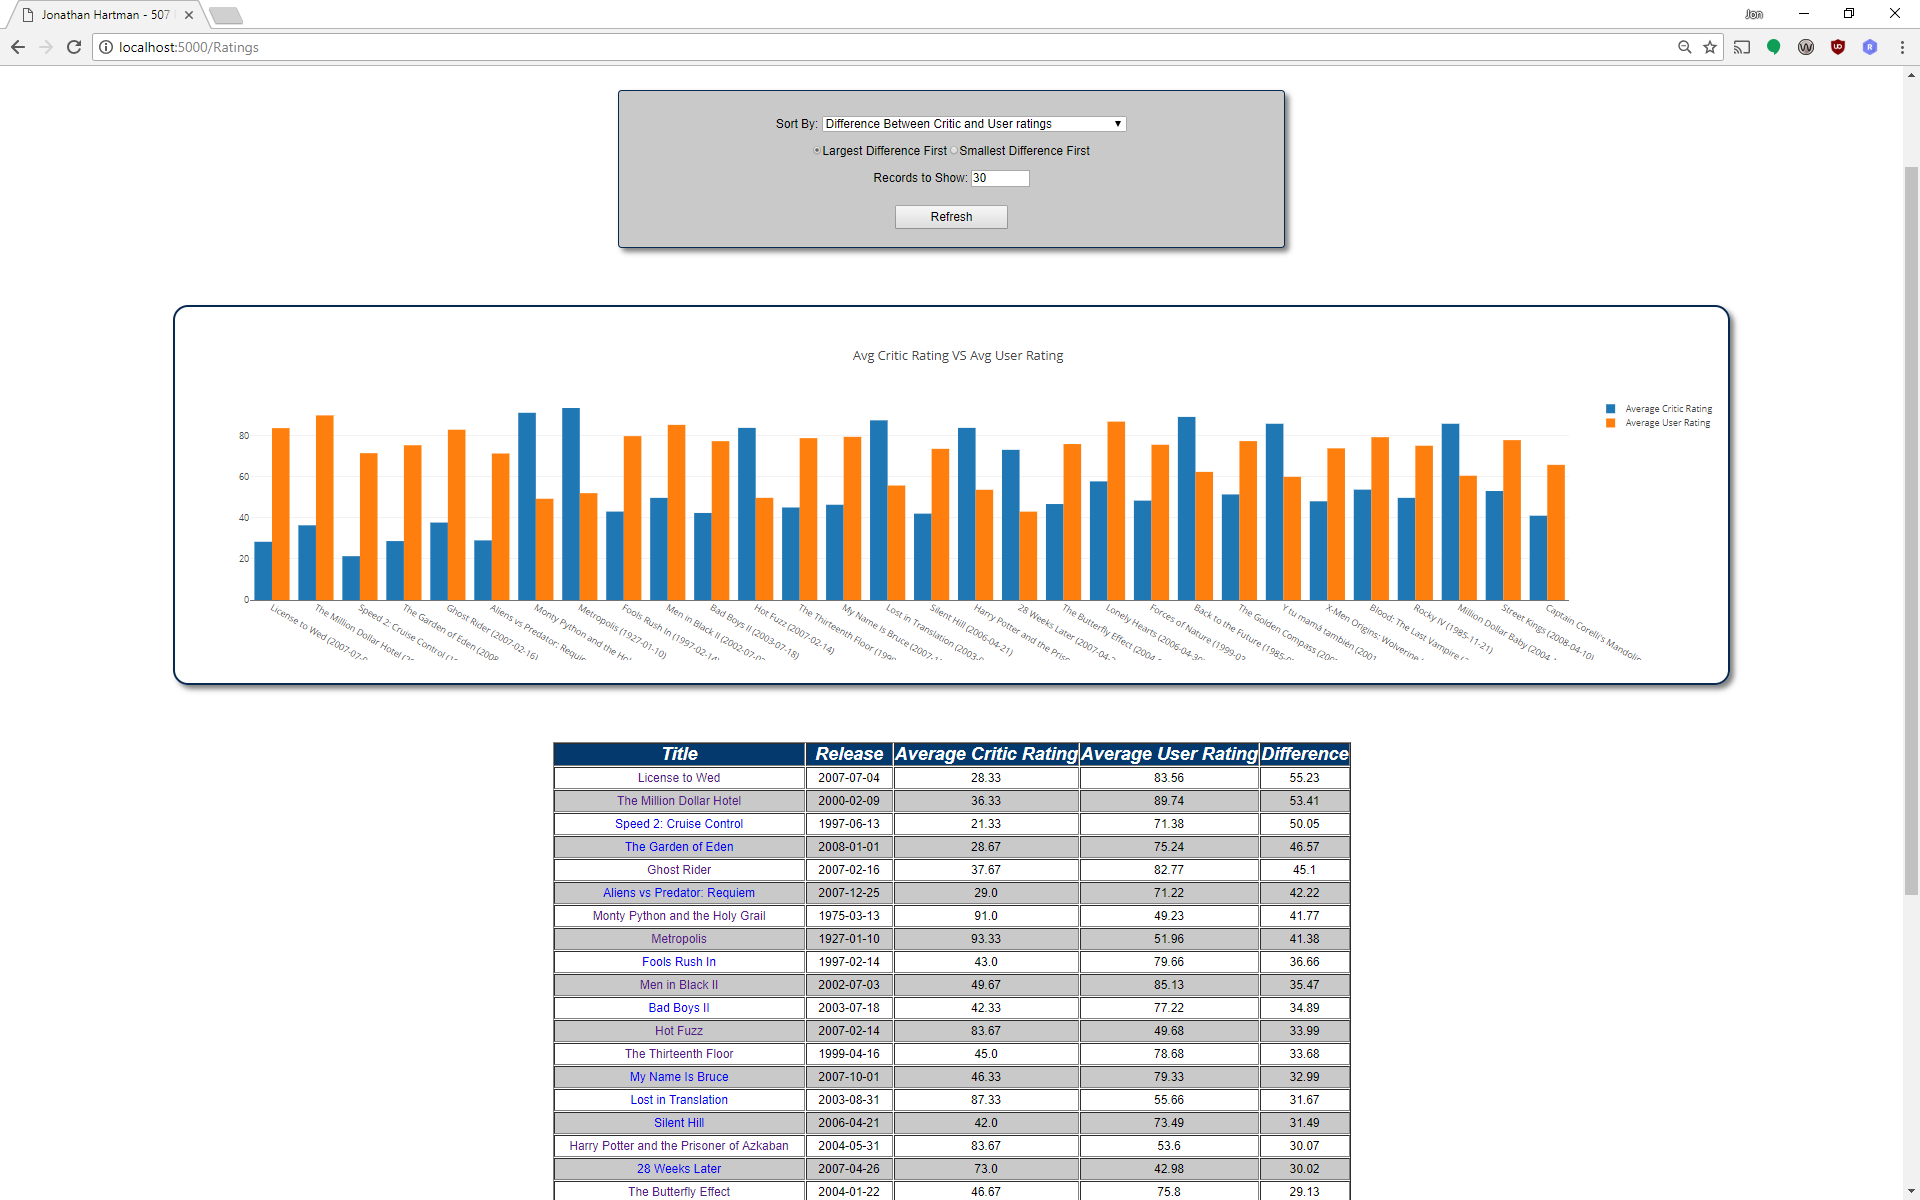 Jonathan Hartman - 507
Jon
localhost:5000/Ratings
Sort By: Difference Between Critic and User ratings
Largest Difference First Smallest Difference First
Records to Show: 30
Refresh
Avg Critic Rating VS Avg User Rating
Average Critic Rating
Average User Rating
80
60
40
20
0
License to Wed (2007-07-
The Million Dollar Hotel
Speed 2: Cruise Control
The Garden of Eden (2008
Ghost Rider (2007-02-16)
Aliens vs Predator: Requie
Monty Python and the Ho
Metropolis (1927-01-10)
Fools Rush In (1997-02-14
Men in Black II (2002-07-0
Bad Boys II (2003-07-18)
Hot Fuzz (2007-02-14)
The Thirteenth Floor (199
My Name Is Bruce (2007-1
Lost in Translation (2003-
Silent Hill (2006-04-21)
Harry Potter and the Pris
28 Weeks Later (2007-04-2
The Butterfly Effect (2004-
Lonely Hearts (2006-04-30
Forces of Nature (1999-03
Back to the Future (1985-
The Golden Compass (200
Y tu mamá también (2001
X-Men Origins: Wolverine
Blood: The Last Vampire (
Rocky IV (1985-11-21)
Million Dollar Baby (2004-
Street Kings (2008-04-10)
Captain Corelli's Mandolin
Title Release Average Critic Rating Average User Rating Difference
License to Wed 2007-07-04 28.33 83.56 55.23
The Million Dollar Hotel 2000-02-09 36.33 89.74 53.41
Speed 2: Cruise Control 1997-06-13 21.33 71.38 50.05
The Garden of Eden 2008-01-01 28.67 75.24 46.57
Ghost Rider 2007-02-16 37.67 82.77 45.1
Aliens vs Predator: Requiem 2007-12-25 29.0 71.22 42.22
Monty Python and the Holy Grail 1975-03-13 91.0 49.23 41.77
Metropolis 1927-01-10 93.33 51.96 41.38
Fools Rush In 1997-02-14 43.0 79.66 36.66
Men in Black II 2002-07-03 49.67 85.13 35.47
Bad Boys II 2003-07-18 42.33 77.22 34.89
Hot Fuzz 2007-02-14 83.67 49.68 33.99
The Thirteenth Floor 1999-04-16 45.0 78.68 33.68
My Name Is Bruce 2007-10-01 46.33 79.33 32.99
Lost in Translation 2003-08-31 87.33 55.66 31.67
Silent Hill 2006-04-21 42.0 73.49 31.49
Harry Potter and the Prisoner of Azkaban 2004-05-31 83.67 53.6 30.07
28 Weeks Later 2007-04-26 73.0 42.98 30.02
The Butterfly Effect 2004-01-22 46.67 75.8 29.13